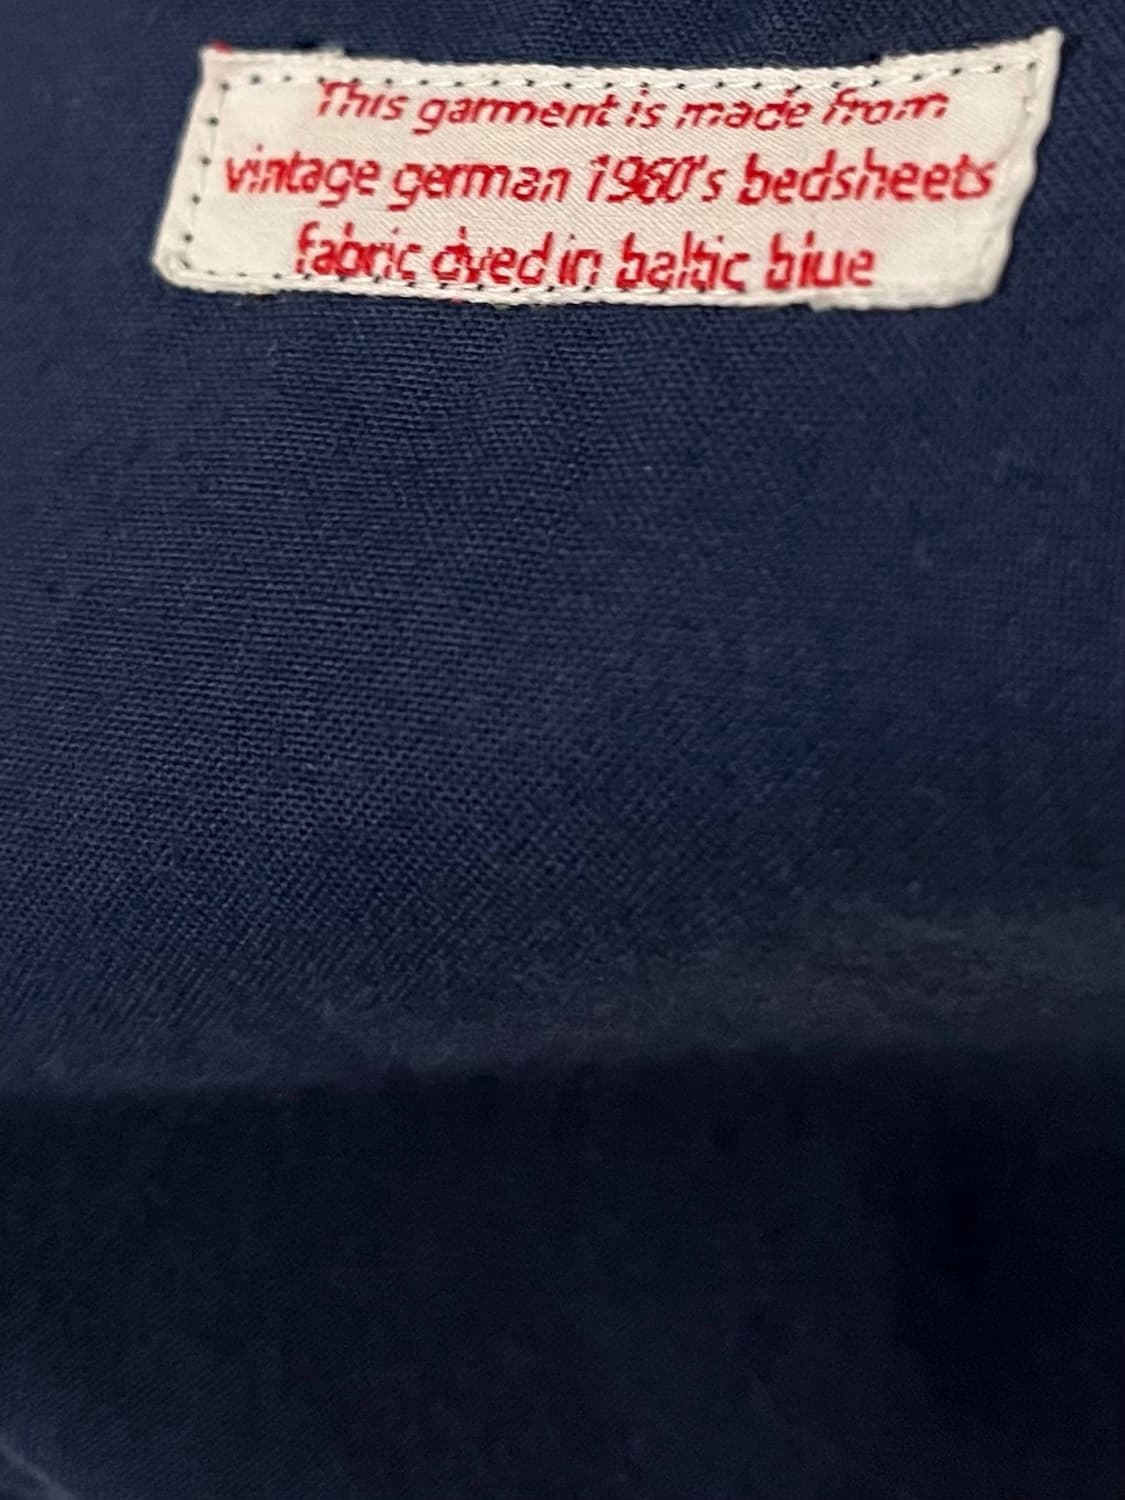 This garment is made from
vintage german 1960's bedsheets
fabric dyed in baltic blue